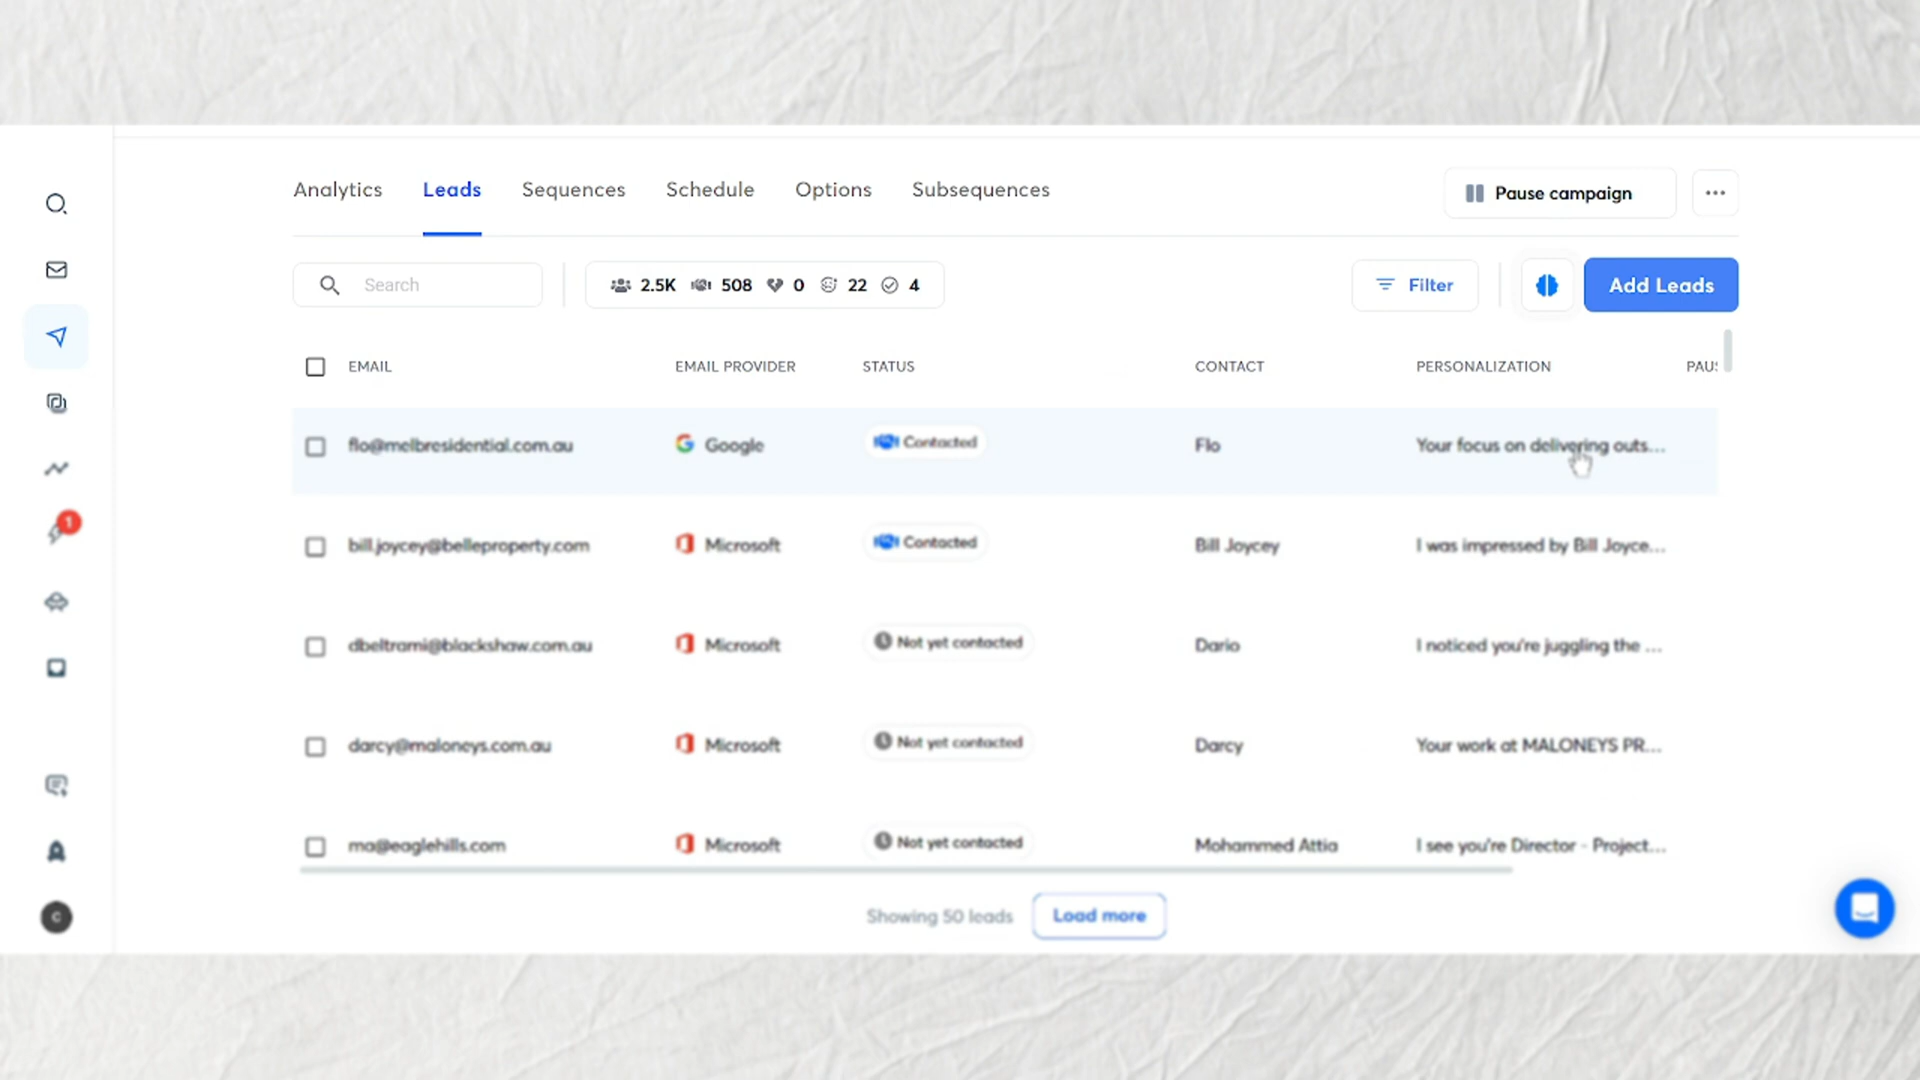 Analytics Leads Sequences Schedule Options Subsequences Pause campaign
Search 2.5K 508 0 22 4 Filter Add Leads
EMAIL EMAIL PROVIDER STATUS CONTACT PERSONALIZATION PAUS
flo@melbresidential.com.au Google Contacted Flo Your focus on delivering outs...
1
bill.joycey@belleproperty.com Microsoft Contacted Bill Joycey I was impressed by Bill Joyce...
dbeltrami@blackshaw.com.au Microsoft Not yet contacted Dario I noticed you're juggling the ...
darcy@maloneys.com.au Microsoft Not yet contacted Darcy Your work at MALONEYS PR...
ma@eaglehills.com Microsoft Not yet contacted Mohammed Attia I see you're Director - Project...
Showing 50 leads Load more
C